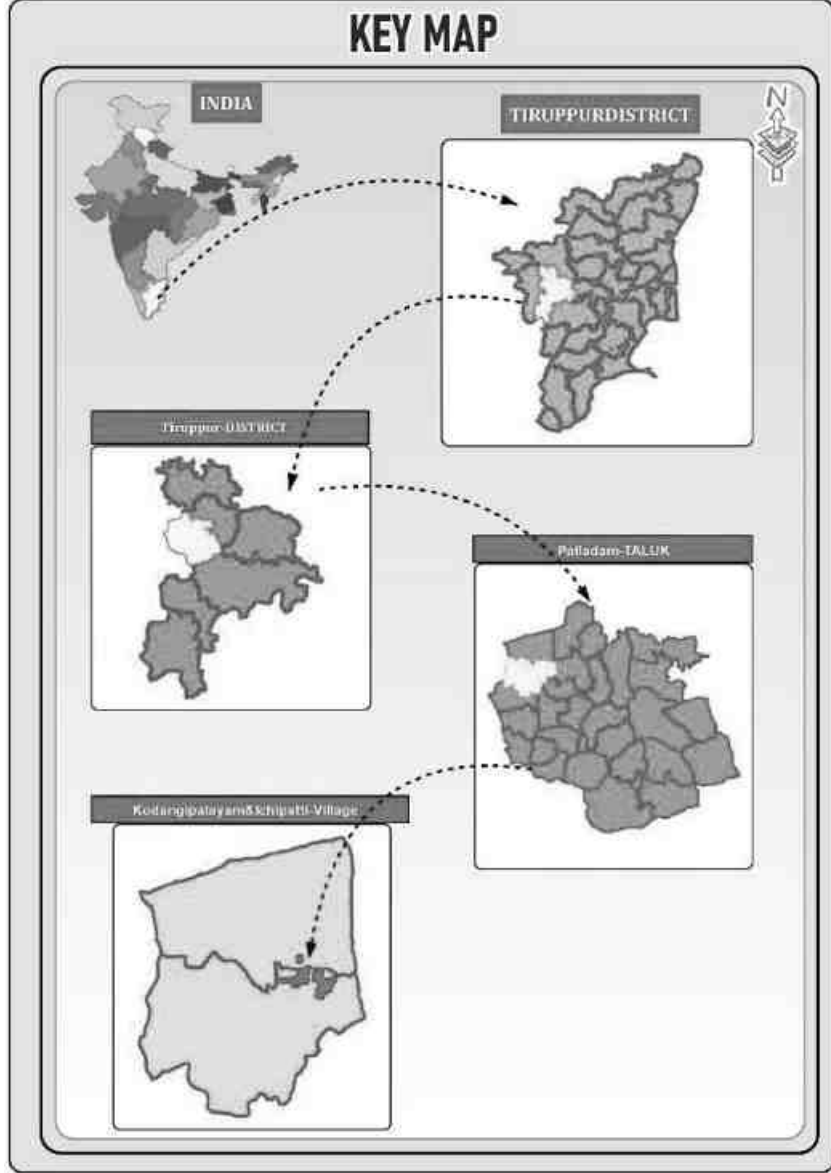 KEY MAP
INDIA
TIRUPPURDISTRICT
N
Tiruppur-DISTRICT
Palladam-TALUK
Kodangipalayam&Ichipatti-Village